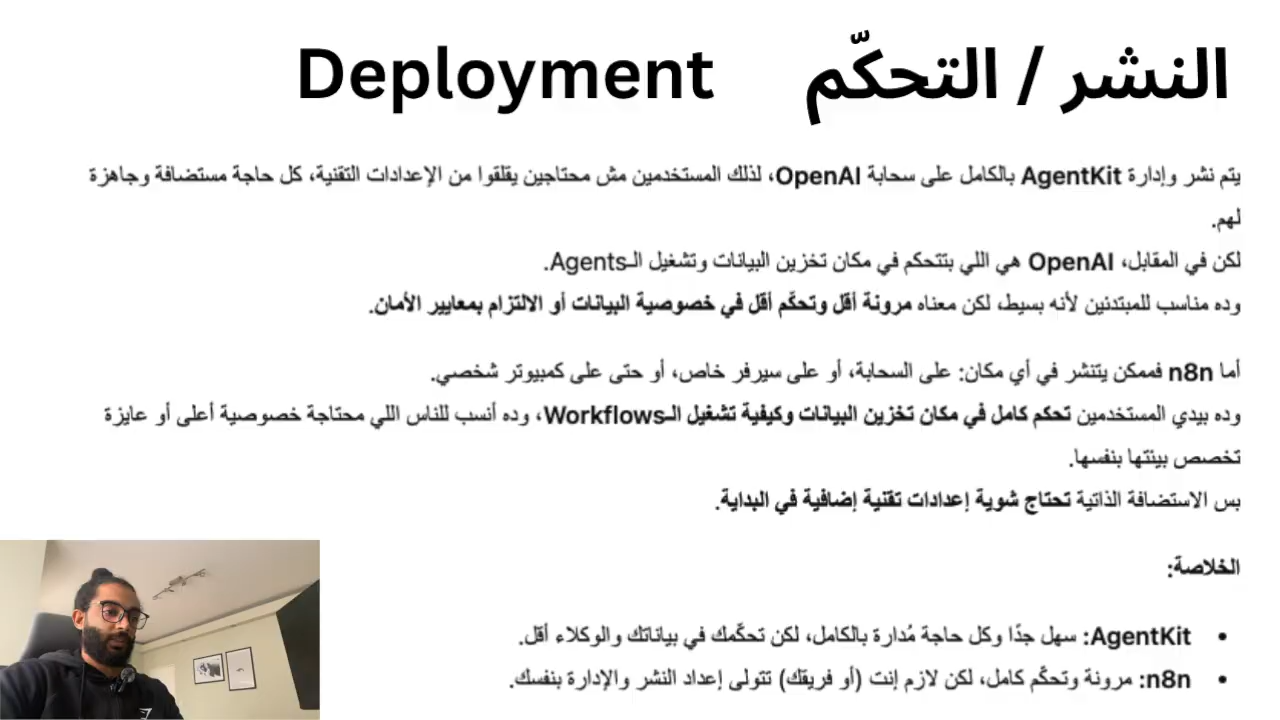 النشر / التحكّم Deployment
يتم نشر وإدارة AgentKit بالكامل على سحابة OpenAI، لذلك المستخدمين مش محتاجين يقلقوا من الإعدادات التقنية، كل حاجة مستضافة وجاهزة
لهم.
لكن في المقابل، OpenAI هي اللي بتتحكم في مكان تخزين البيانات وتشغيل الـAgents.
وده مناسب للمبتدئين لأنه بسيط، لكن معناه مرونة أقل وتحكّم أقل في خصوصية البيانات أو الالتزام بمعايير الأمان.
أما n8n فممكن يتنشر في أي مكان: على السحابة، أو على سيرفر خاص، أو حتى على كمبيوتر شخصي.
وده بيدي المستخدمين تحكم كامل في مكان تخزين البيانات وكيفية تشغيل الـWorkflows، وده أنسب للناس اللي محتاجة خصوصية أعلى أو عايزة
تخصص بيئتها بنفسها.
بس الاستضافة الذاتية تحتاج شوية إعدادات تقنية إضافية في البداية.
الخلاصة:
• AgentKit: سهل جدًا وكل حاجة مُدارة بالكامل، لكن تحكّمك في بياناتك والوكلاء أقل.
• n8n: مرونة وتحكّم كامل، لكن لازم إنت (أو فريقك) تتولى إعداد النشر والإدارة بنفسك.